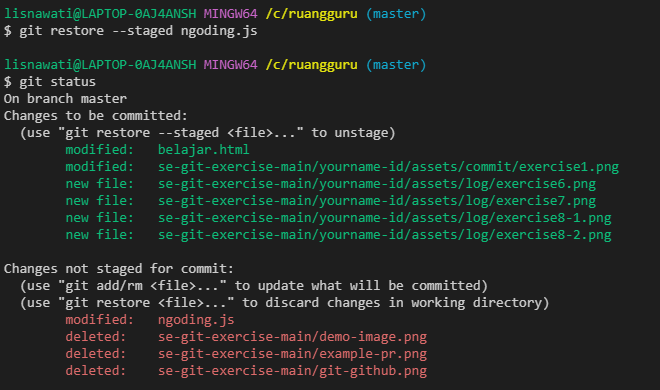 lisnawati@LAPTOP-0AJ4ANSH MINGW64 /c/ruangguru (master)
$ git restore --staged ngoding.js
lisnawati@LAPTOP-0AJ4ANSH MINGW64 /c/ruangguru (master)
$ git status
On branch master
Changes to be committed:
  (use "git restore --staged <file>..." to unstage)
        modified:   belajar.html
        modified:   se-git-exercise-main/yourname-id/assets/commit/exercise1.png
        new file:   se-git-exercise-main/yourname-id/assets/log/exercise6.png
        new file:   se-git-exercise-main/yourname-id/assets/log/exercise7.png
        new file:   se-git-exercise-main/yourname-id/assets/log/exercise8-1.png
        new file:   se-git-exercise-main/yourname-id/assets/log/exercise8-2.png
Changes not staged for commit:
  (use "git add/rm <file>..." to update what will be committed)
  (use "git restore <file>..." to discard changes in working directory)
        modified:   ngoding.js
        deleted:    se-git-exercise-main/demo-image.png
        deleted:    se-git-exercise-main/example-pr.png
        deleted:    se-git-exercise-main/git-github.png